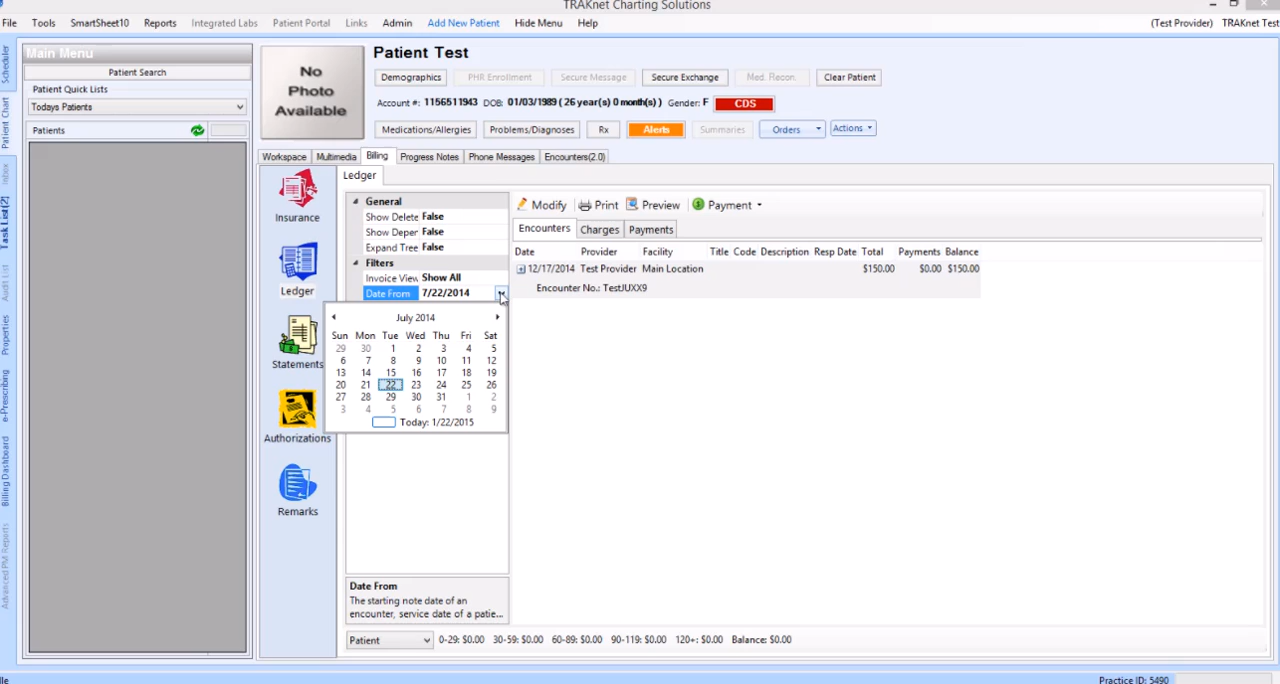 TRAKnet Charting Solutions
File Tools SmartSheet10 Reports Integrated Labs Patient Portal Links Admin Add New Patient Hide Menu Help (Test Provider) TRAKnet Test
Scheduler
Patient Chart
Inbox
Task List(2)
Audit List
Properties
e-Prescribing
Billing Dashboard
Advanced PM Reports
Main Menu
Patient Search
Patient Quick Lists
Todays Patients
Patients
No
Photo
Available
Patient Test
Demographics PHR Enrollment Secure Message Secure Exchange Med. Recon. Clear Patient
Account #: 1156511943 DOB: 01/03/1989 ( 26 year(s) 0 month(s) ) Gender: F CDS
Medications/Allergies Problems/Diagnoses Rx Alerts Summaries Orders Actions
Workspace Multimedia Billing Progress Notes Phone Messages Encounters(2.0)
Insurance
Ledger
Statements
Authorizations
Remarks
Ledger
General
Show Delete False
Show Deper False
Expand Tree False
Filters
Invoice View Show All
Date From 7/22/2014
July 2014
Sun Mon Tue Wed Thu Fri Sat
29 30 1 2 3 4 5
6 7 8 9 10 11 12
13 14 15 16 17 18 19
20 21 22 23 24 25 26
27 28 29 30 31 1 2
3 4 5 6 7 8 9
Today: 1/22/2015
Date From
The starting note date of an
encounter, service date of a patie...
Modify Print Preview Payment
Encounters Charges Payments
Date Provider Facility Title Code Description Resp Date Total Payments Balance
12/17/2014 Test Provider Main Location $150.00 $0.00 $150.00
Encounter No.: TestJUXX9
Patient 0-29: $0.00 30-59: $0.00 60-89: $0.00 90-119: $0.00 120+: $0.00 Balance: $0.00
Practice ID: 5490